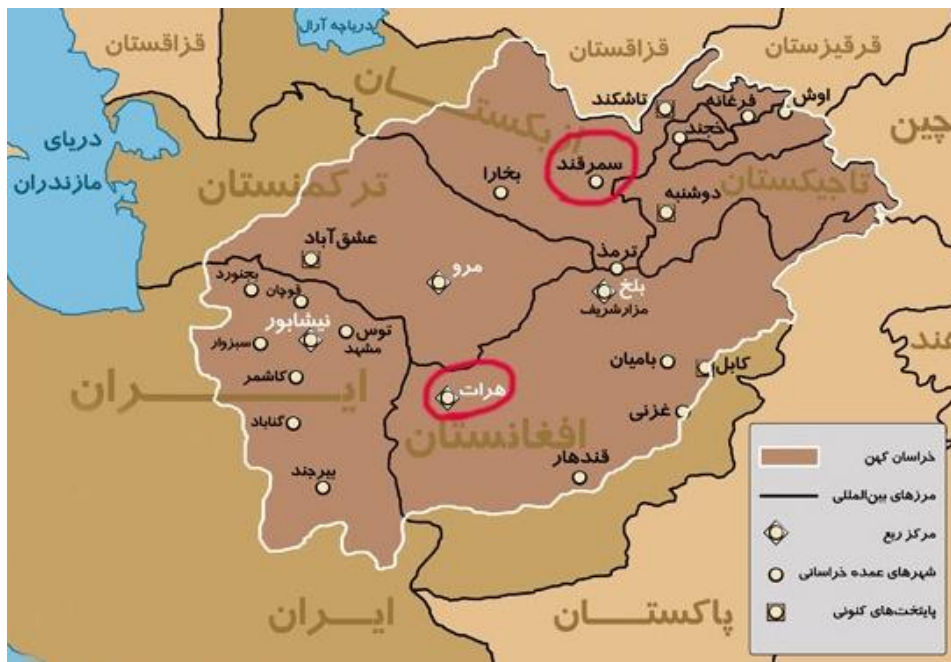 دریاچه آرال
قزاقستان
قزاقستان
قرقیزستان
چین
ازبکستان
تاشکند
فرغانه
اوش
خجند
دریای
مازندران
ترکمنستان
سمرقند
بخارا
تاجیکستان
دوشنبه
عشق‌آباد
ترمذ
مرو
بلخ
مزارشریف
بجنورد
قوچان
نیشابور
توس
مشهد
سبزوار
هند
بامیان
کابل
کاشمر
ایران
هرات
غزنی
گناباد
افغانستان
قندهار
بیرجند
ایران
پاکستان
خراسان کهن
مرزهای بین‌المللی
مرکز ربع
شهرهای عمده خراسانی
پایتخت‌های کنونی